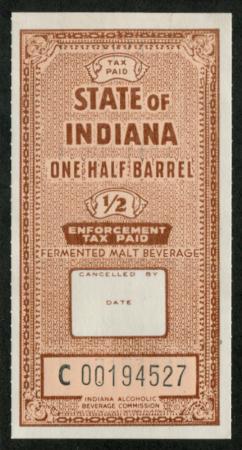 TAX
PAID
STATE OF
INDIANA
ONE HALF BARREL
1/2
ENFORCEMENT
TAX PAID
FERMENTED MALT BEVERAGE
CANCELLED BY
DATE
C 00194527
INDIANA ALCOHOLIC
BEVERAGE COMMISSION